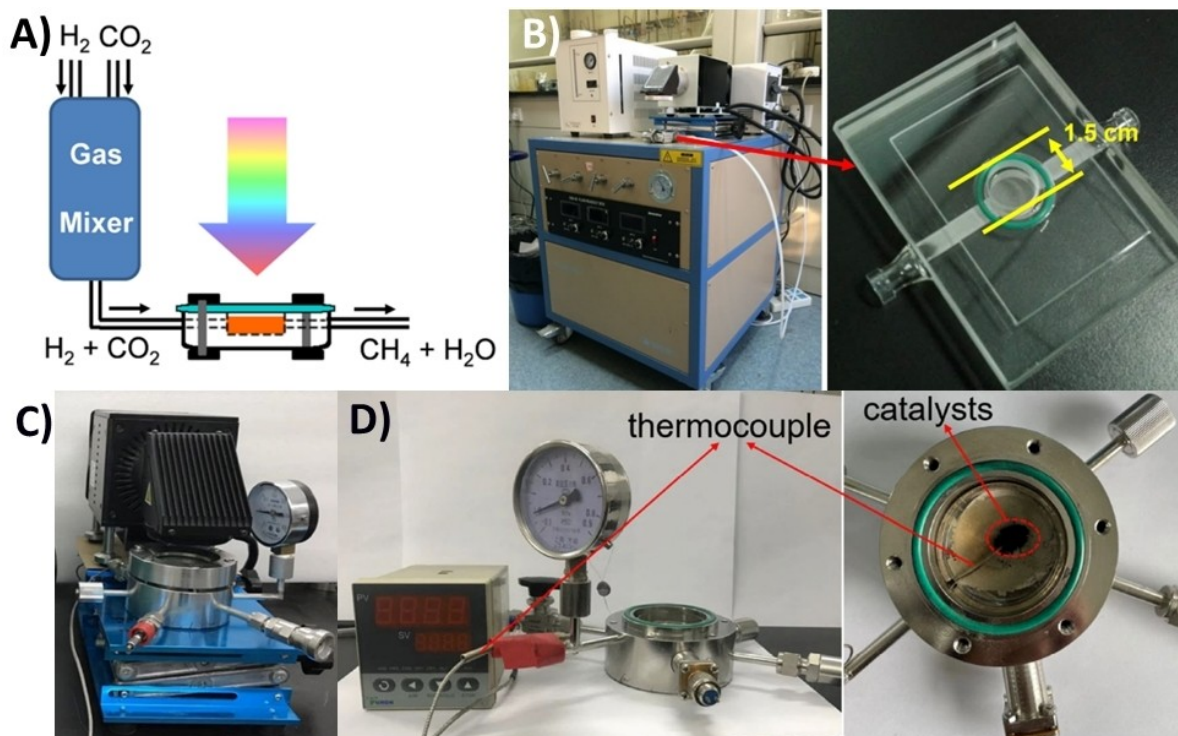 A)
H₂ CO₂
Gas
Mixer
H₂ + CO₂
CH₄ + H₂O
B)
1.5 cm
C)
D)
thermocouple
catalysts
PV
SV